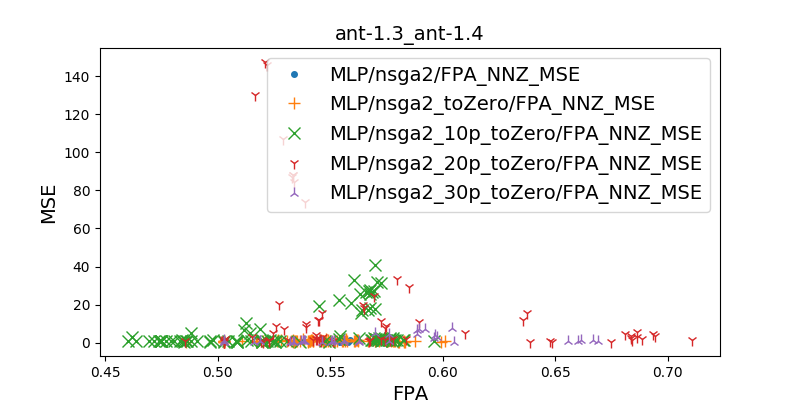 ant-1.3_ant-1.4
MLP/nsga2/FPA_NNZ_MSE
MLP/nsga2_toZero/FPA_NNZ_MSE
MLP/nsga2_10p_toZero/FPA_NNZ_MSE
MLP/nsga2_20p_toZero/FPA_NNZ_MSE
MLP/nsga2_30p_toZero/FPA_NNZ_MSE
MSE
140
120
100
80
60
40
20
0
0.45 0.50 0.55 0.60 0.65 0.70
FPA